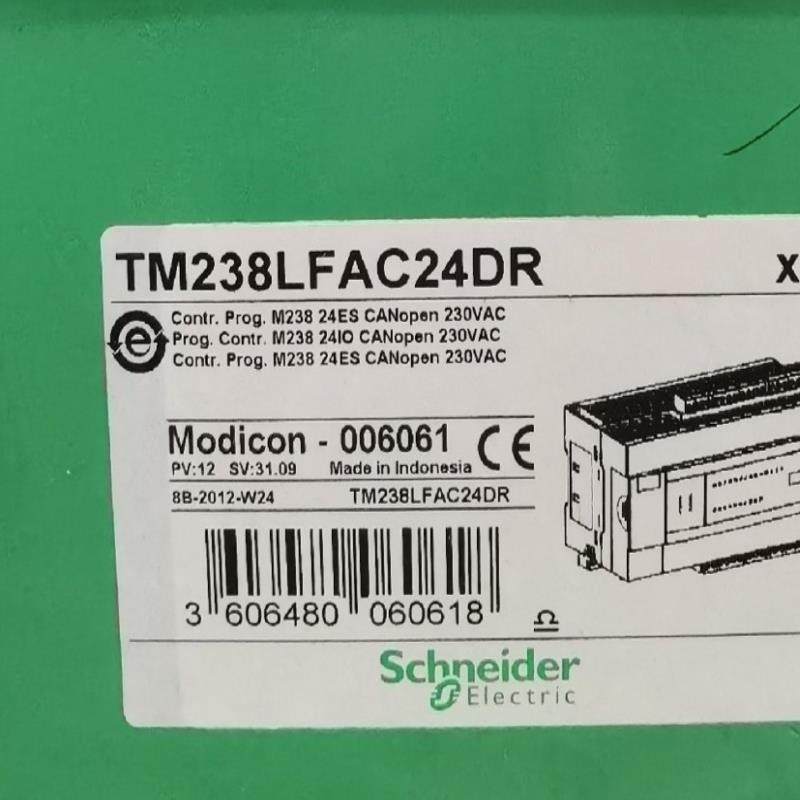 TM238LFAC24DR X
Contr. Prog. M238 24ES CANopen 230VAC
Prog. Contr. M238 24IO CANopen 230VAC
Contr. Prog. M238 24ES CANopen 230VAC
Modicon - 006061 CE
PV:12 SV:31.09 Made in Indonesia
8B-2012-W24 TM238LFAC24DR
3 606480 060618
Schneider
Electric